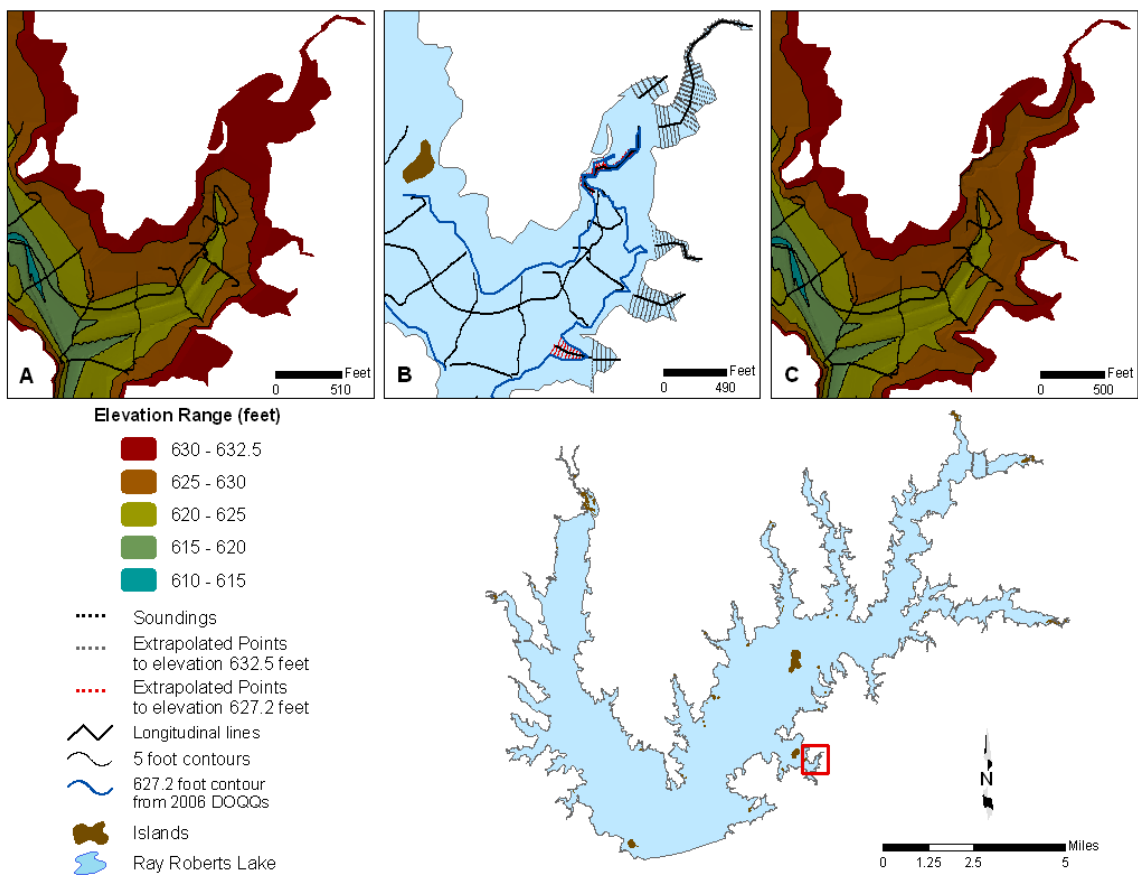 A
Feet
0 510
B
Feet
0 490
C
Feet
0 500
Elevation Range (feet)
630 - 632.5
625 - 630
620 - 625
615 - 620
610 - 615
Soundings
Extrapolated Points
to elevation 632.5 feet
Extrapolated Points
to elevation 627.2 feet
Longitudinal lines
5 foot contours
627.2 foot contour
from 2006 DOQQs
Islands
Ray Roberts Lake
N
Miles
0 1.25 2.5 5